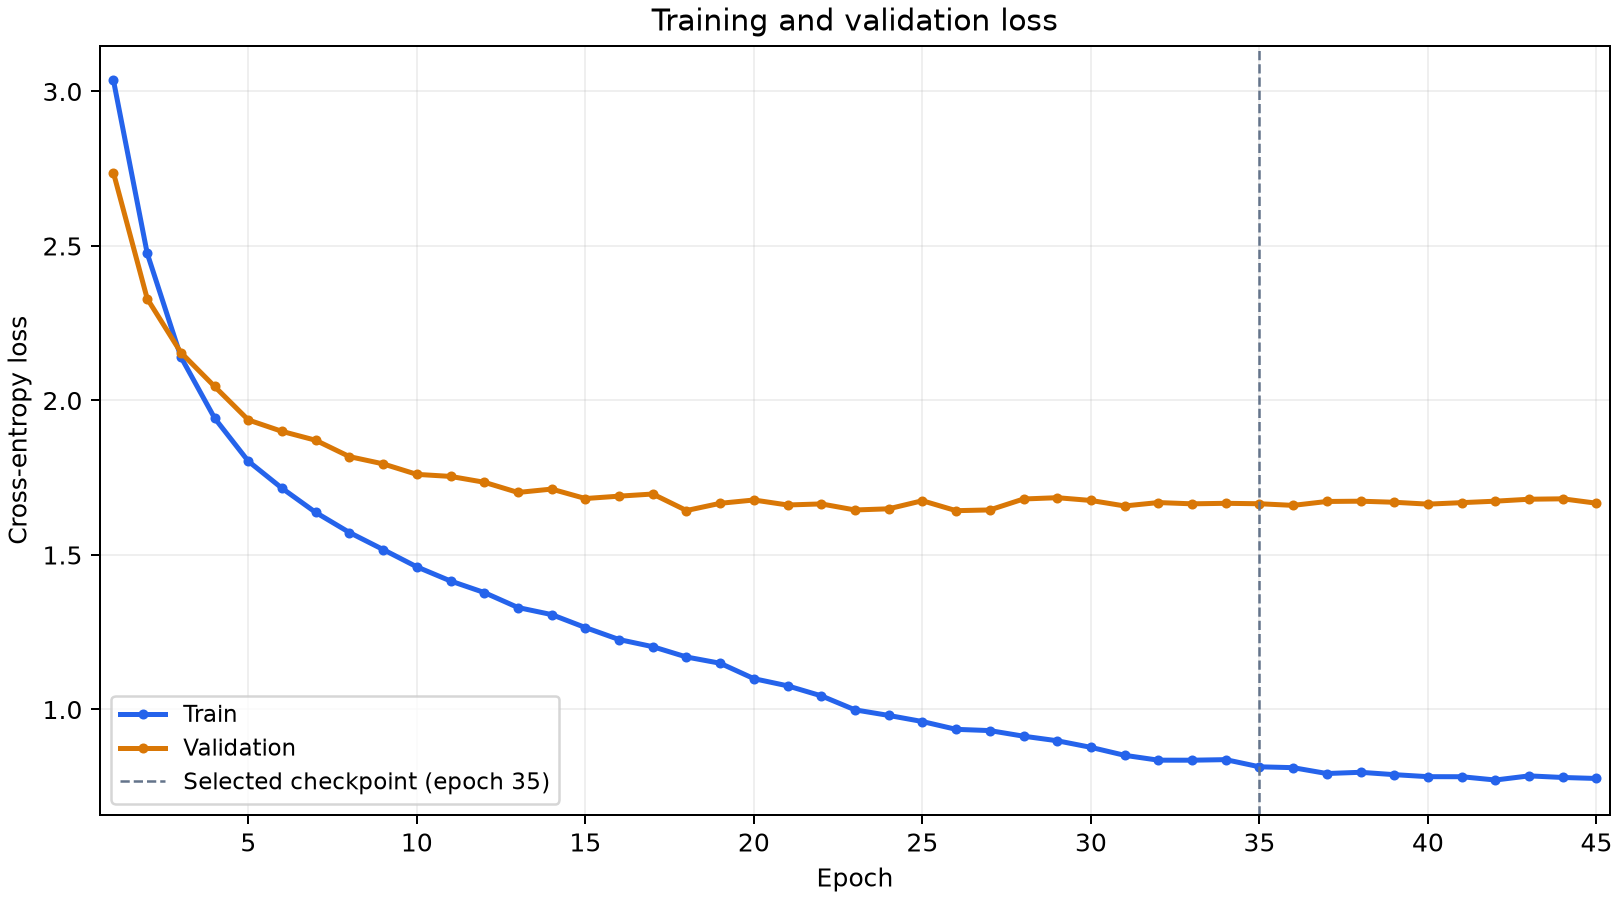 Training and validation loss
Cross-entropy loss
3.0
2.5
2.0
1.5
1.0
Train
Validation
Selected checkpoint (epoch 35)
5 10 15 20 25 30 35 40 45
Epoch